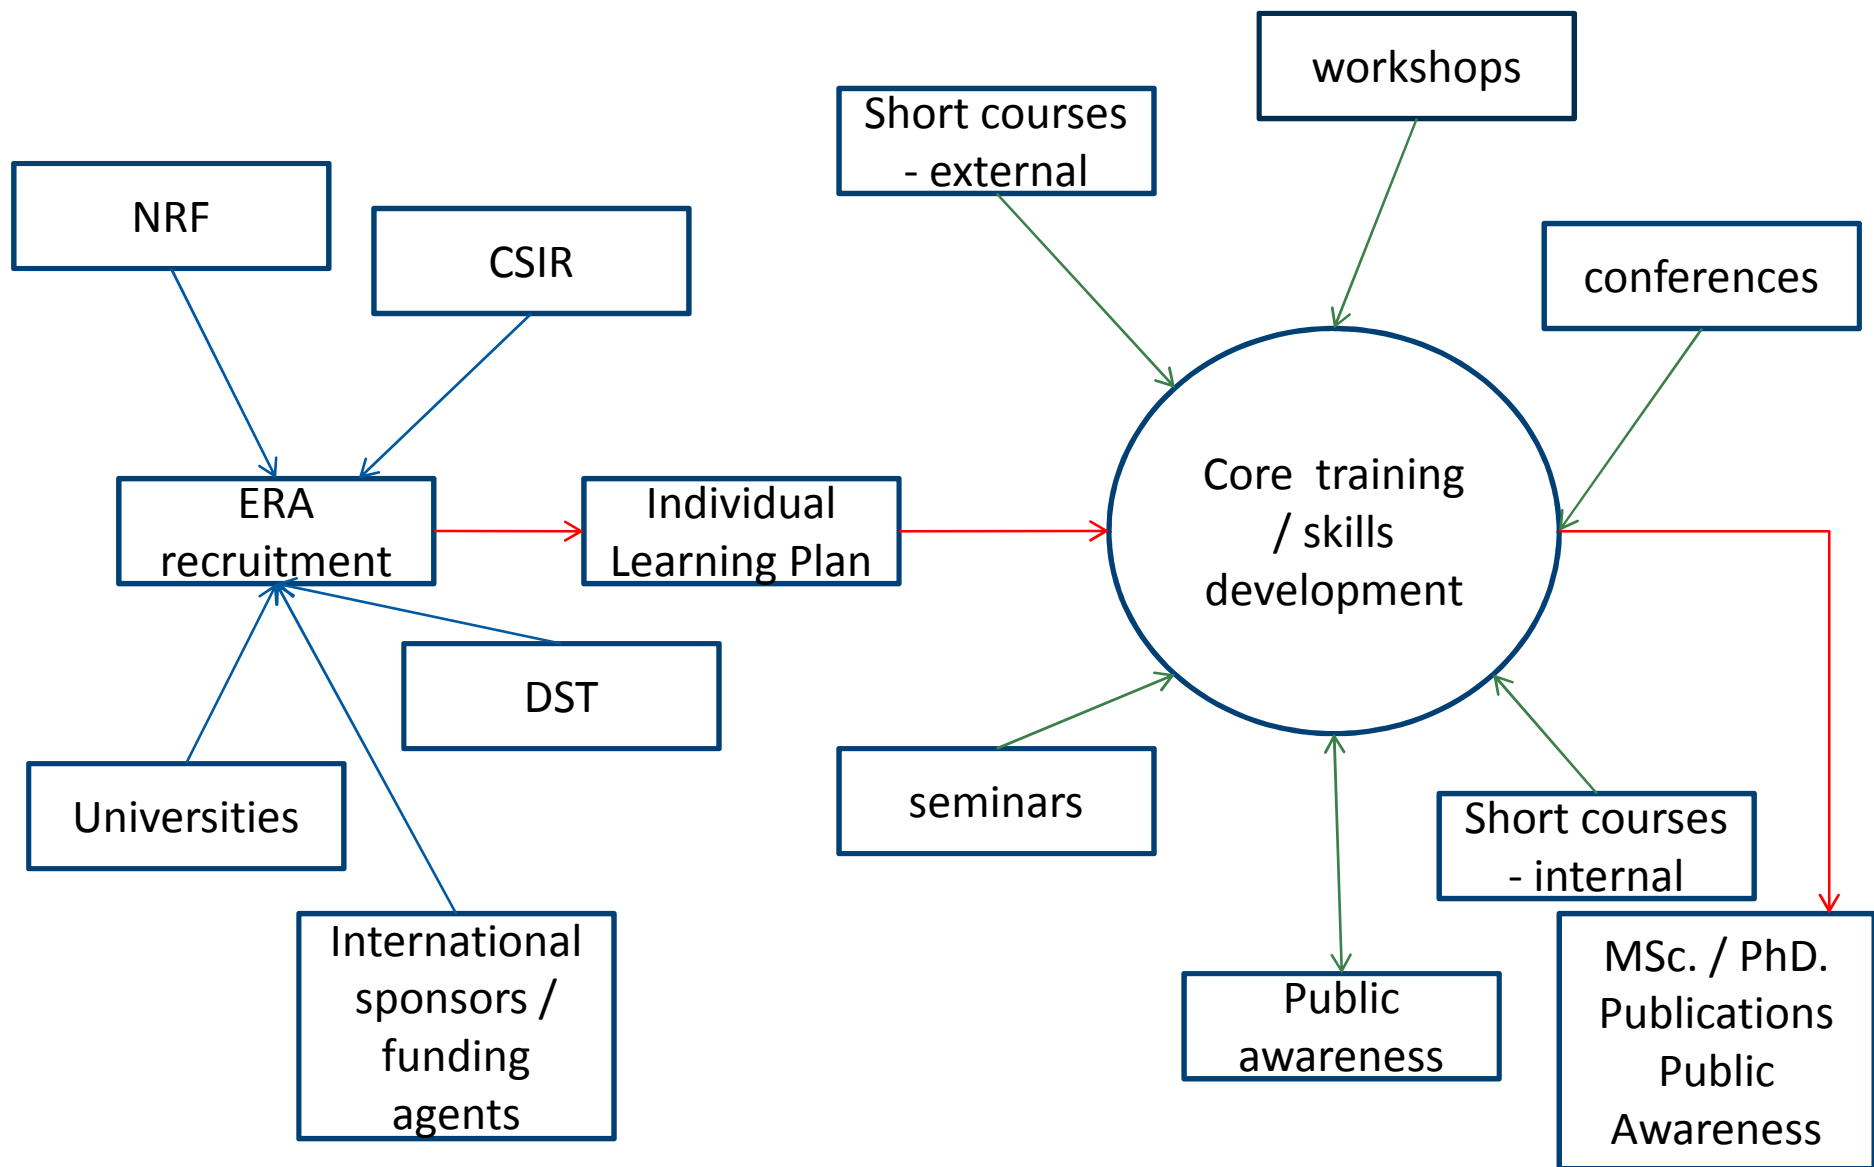 workshops
Short courses
- external
NRF
CSIR
conferences
Core training
/ skills
development
ERA
recruitment
Individual
Learning Plan
DST
Universities
seminars
Short courses
- internal
International
sponsors /
funding
agents
Public
awareness
MSc. / PhD.
Publications
Public
Awareness